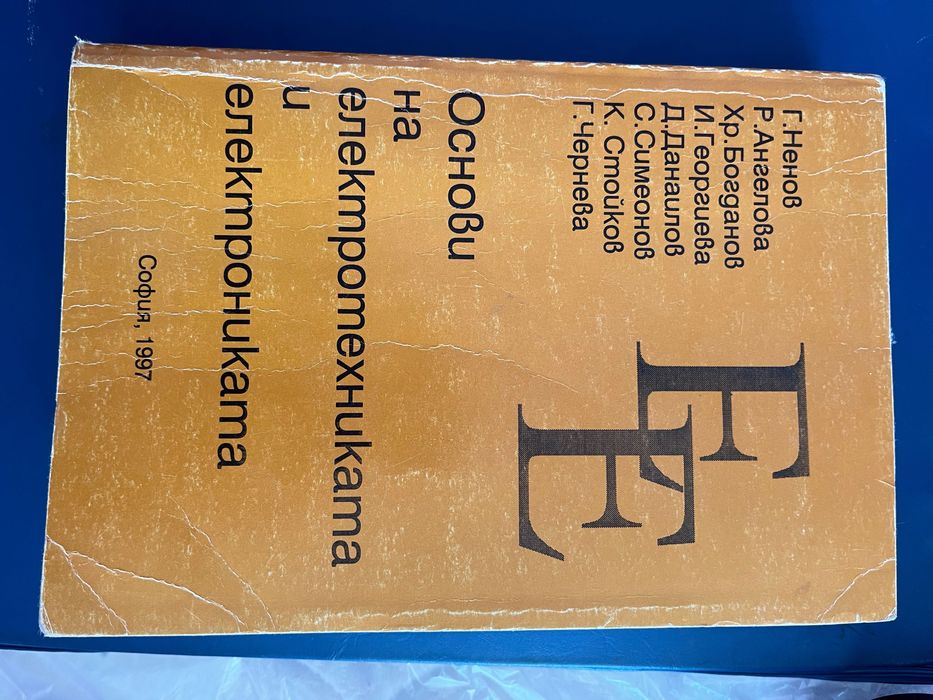 Г.Ненов
Р.Ангелова
Хр.Богданов
И.Георгиева
Д.Данаилов
С.Симеонов
К. Стойков
Г.Чернева
Е
Е
Основи
на
електротехниката
и
електрониката
София, 1997